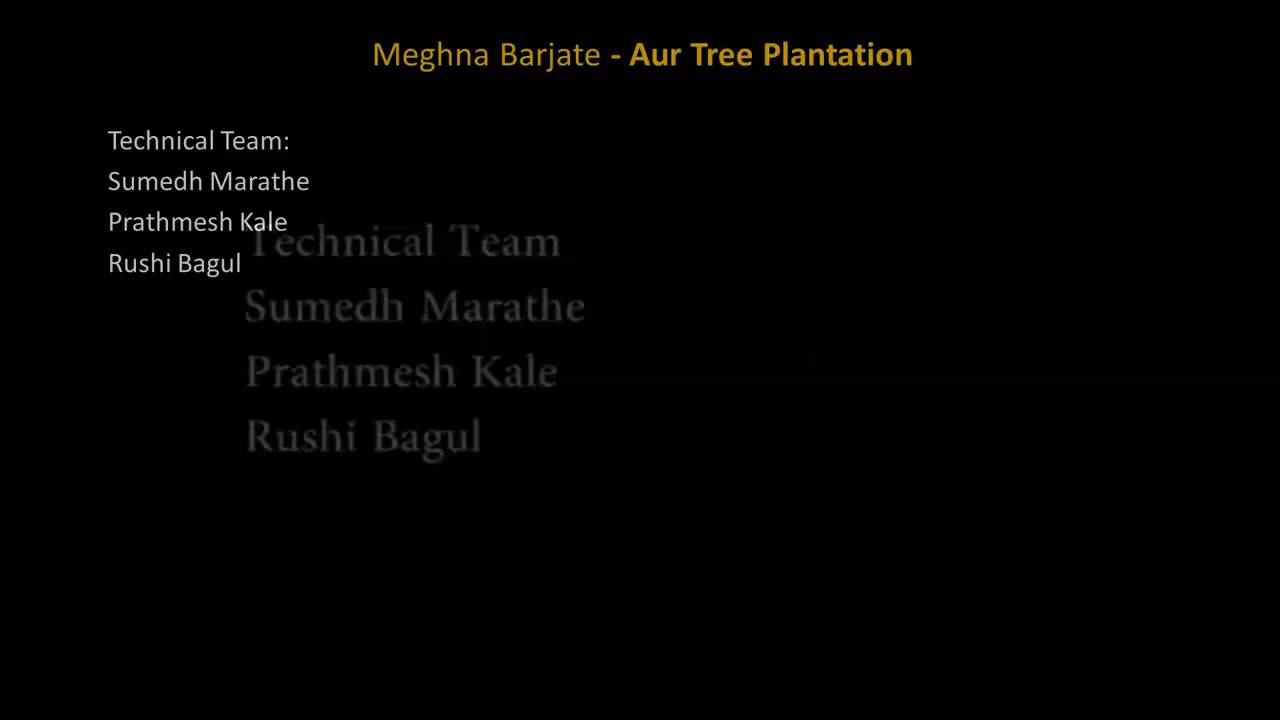 Meghna Barjate - Aur Tree Plantation
Technical Team:
Sumedh Marathe
Prathmesh Kale
Rushi Bagul
Technical Team
Sumedh Marathe
Prathmesh Kale
Rushi Bagul